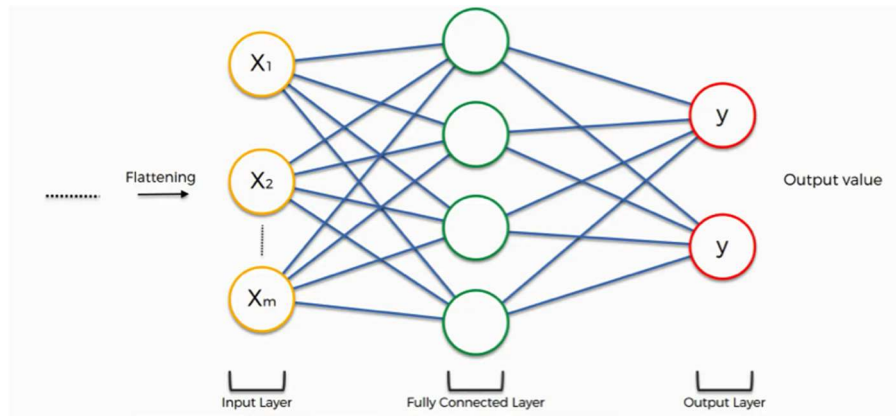 X1
X2
Xm
Flattening
y
y
Output value
Input Layer
Fully Connected Layer
Output Layer